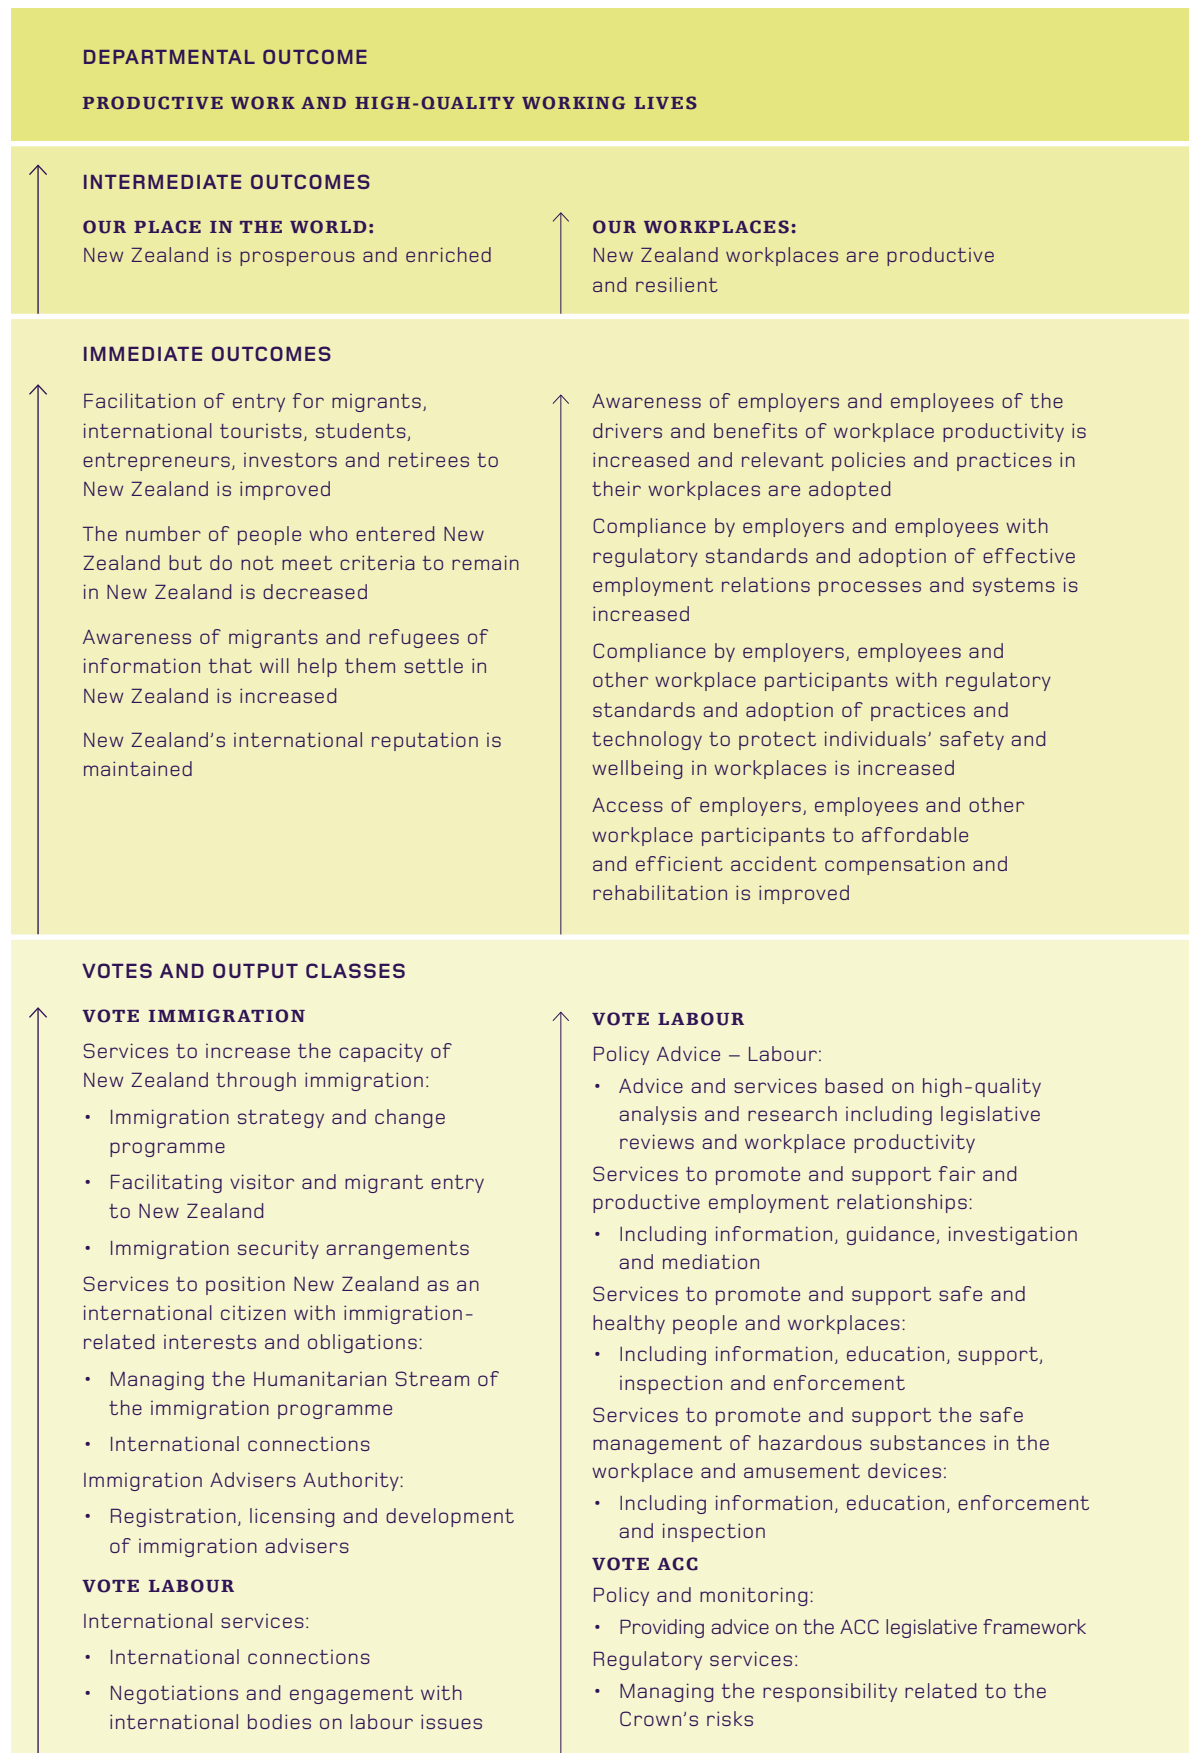 DEPARTMENTAL OUTCOME
PRODUCTIVE WORK AND HIGH-QUALITY WORKING LIVES
INTERMEDIATE OUTCOMES
OUR PLACE IN THE WORLD:
New Zealand is prosperous and enriched
OUR WORKPLACES:
New Zealand workplaces are productive
and resilient
IMMEDIATE OUTCOMES
Facilitation of entry for migrants,
international tourists, students,
entrepreneurs, investors and retirees to
New Zealand is improved
The number of people who entered New
Zealand but do not meet criteria to remain
in New Zealand is decreased
Awareness of migrants and refugees of
information that will help them settle in
New Zealand is increased
New Zealand's international reputation is
maintained
Awareness of employers and employees of the
drivers and benefits of workplace productivity is
increased and relevant policies and practices in
their workplaces are adopted
Compliance by employers and employees with
regulatory standards and adoption of effective
employment relations processes and systems is
increased
Compliance by employers, employees and
other workplace participants with regulatory
standards and adoption of practices and
technology to protect individuals' safety and
wellbeing in workplaces is increased
Access of employers, employees and other
workplace participants to affordable
and efficient accident compensation and
rehabilitation is improved
VOTES AND OUTPUT CLASSES
VOTE IMMIGRATION
Services to increase the capacity of
New Zealand through immigration:
• Immigration strategy and change
programme
• Facilitating visitor and migrant entry
to New Zealand
• Immigration security arrangements
Services to position New Zealand as an
international citizen with immigration-
related interests and obligations:
• Managing the Humanitarian Stream of
the immigration programme
• International connections
Immigration Advisers Authority:
• Registration, licensing and development
of immigration advisers
VOTE LABOUR
International services:
• International connections
• Negotiations and engagement with
international bodies on labour issues
VOTE LABOUR
Policy Advice – Labour:
• Advice and services based on high-quality
analysis and research including legislative
reviews and workplace productivity
Services to promote and support fair and
productive employment relationships:
• Including information, guidance, investigation
and mediation
Services to promote and support safe and
healthy people and workplaces:
• Including information, education, support,
inspection and enforcement
Services to promote and support the safe
management of hazardous substances in the
workplace and amusement devices:
• Including information, education, enforcement
and inspection
VOTE ACC
Policy and monitoring:
• Providing advice on the ACC legislative framework
Regulatory services:
• Managing the responsibility related to the
Crown's risks